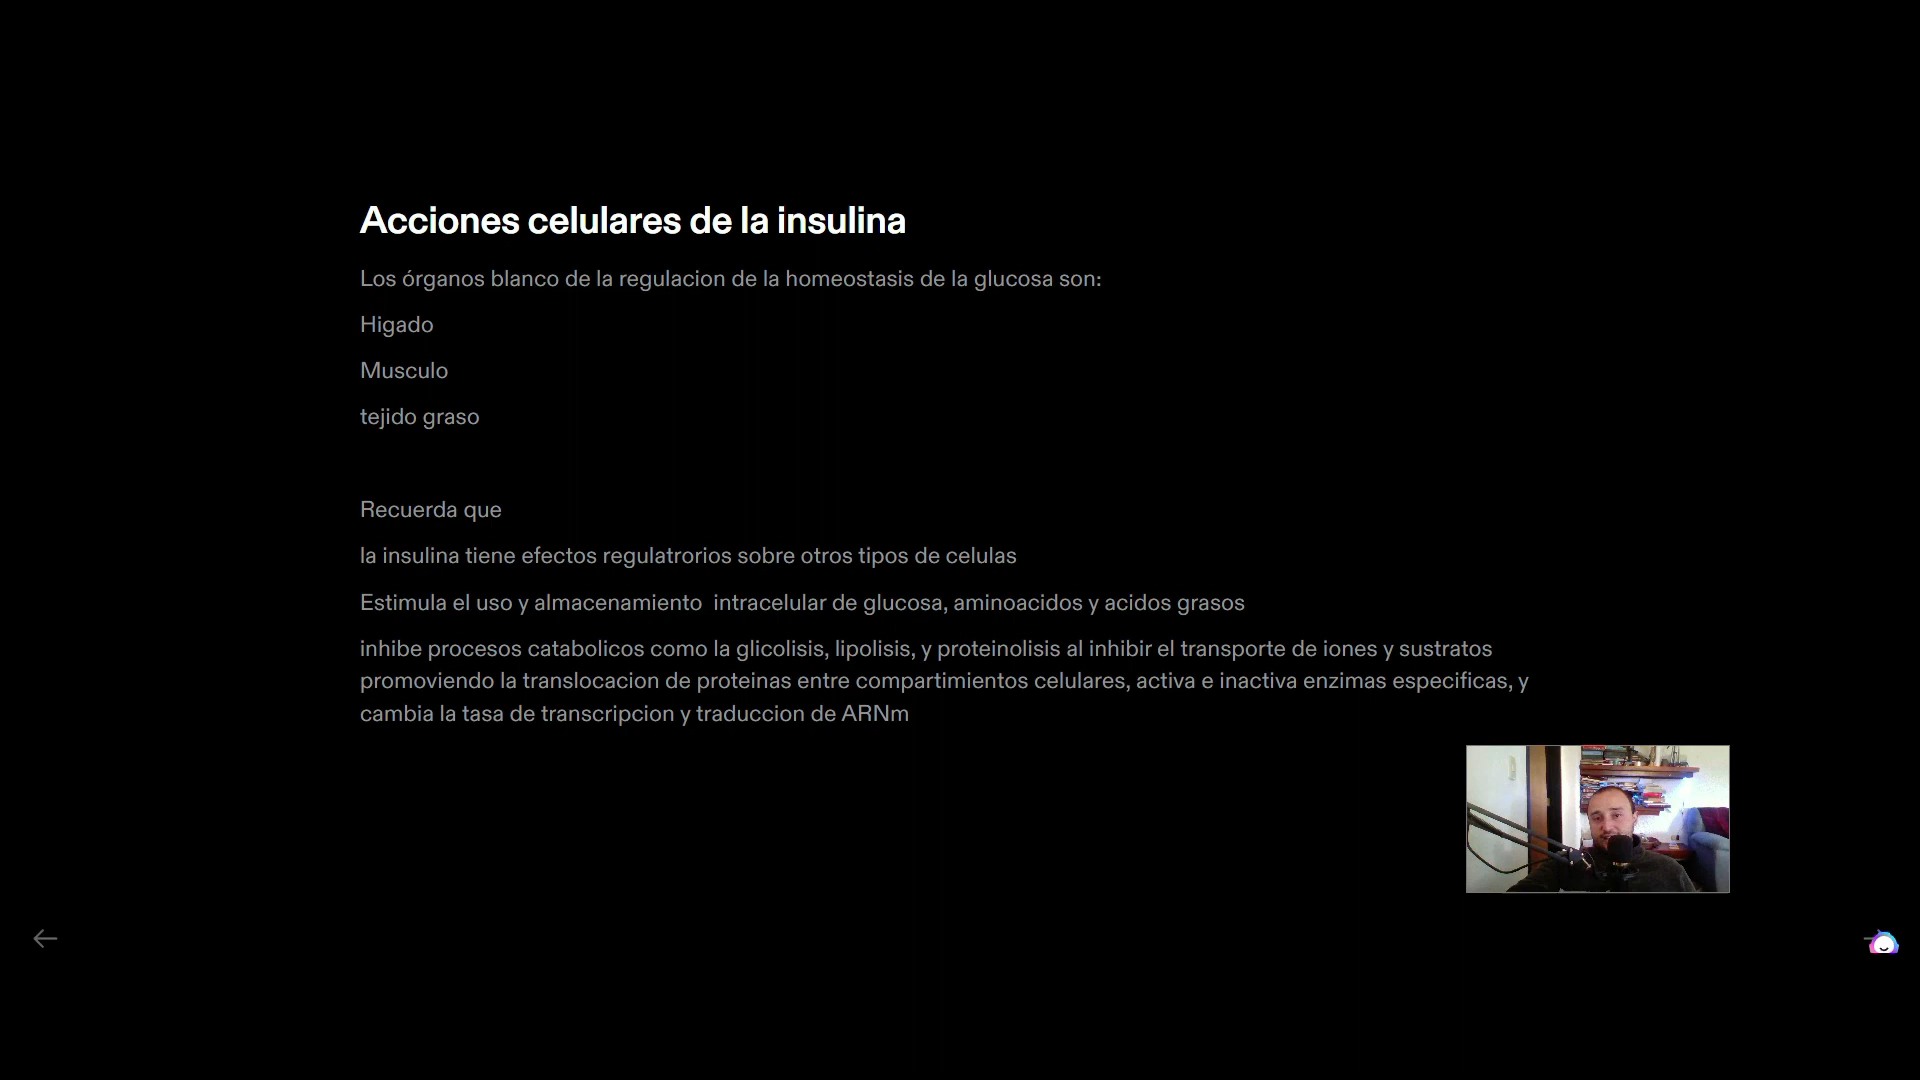 Acciones celulares de la insulina
Los órganos blanco de la regulacion de la homeostasis de la glucosa son:
Higado
Musculo
tejido graso
Recuerda que
la insulina tiene efectos regulatrorios sobre otros tipos de celulas
Estimula el uso y almacenamiento  intracelular de glucosa, aminoacidos y acidos grasos
inhibe procesos catabolicos como la glicolisis, lipolisis, y proteinolisis al inhibir el transporte de iones y sustratos
promoviendo la translocacion de proteinas entre compartimientos celulares, activa e inactiva enzimas especificas, y
cambia la tasa de transcripcion y traduccion de ARNm